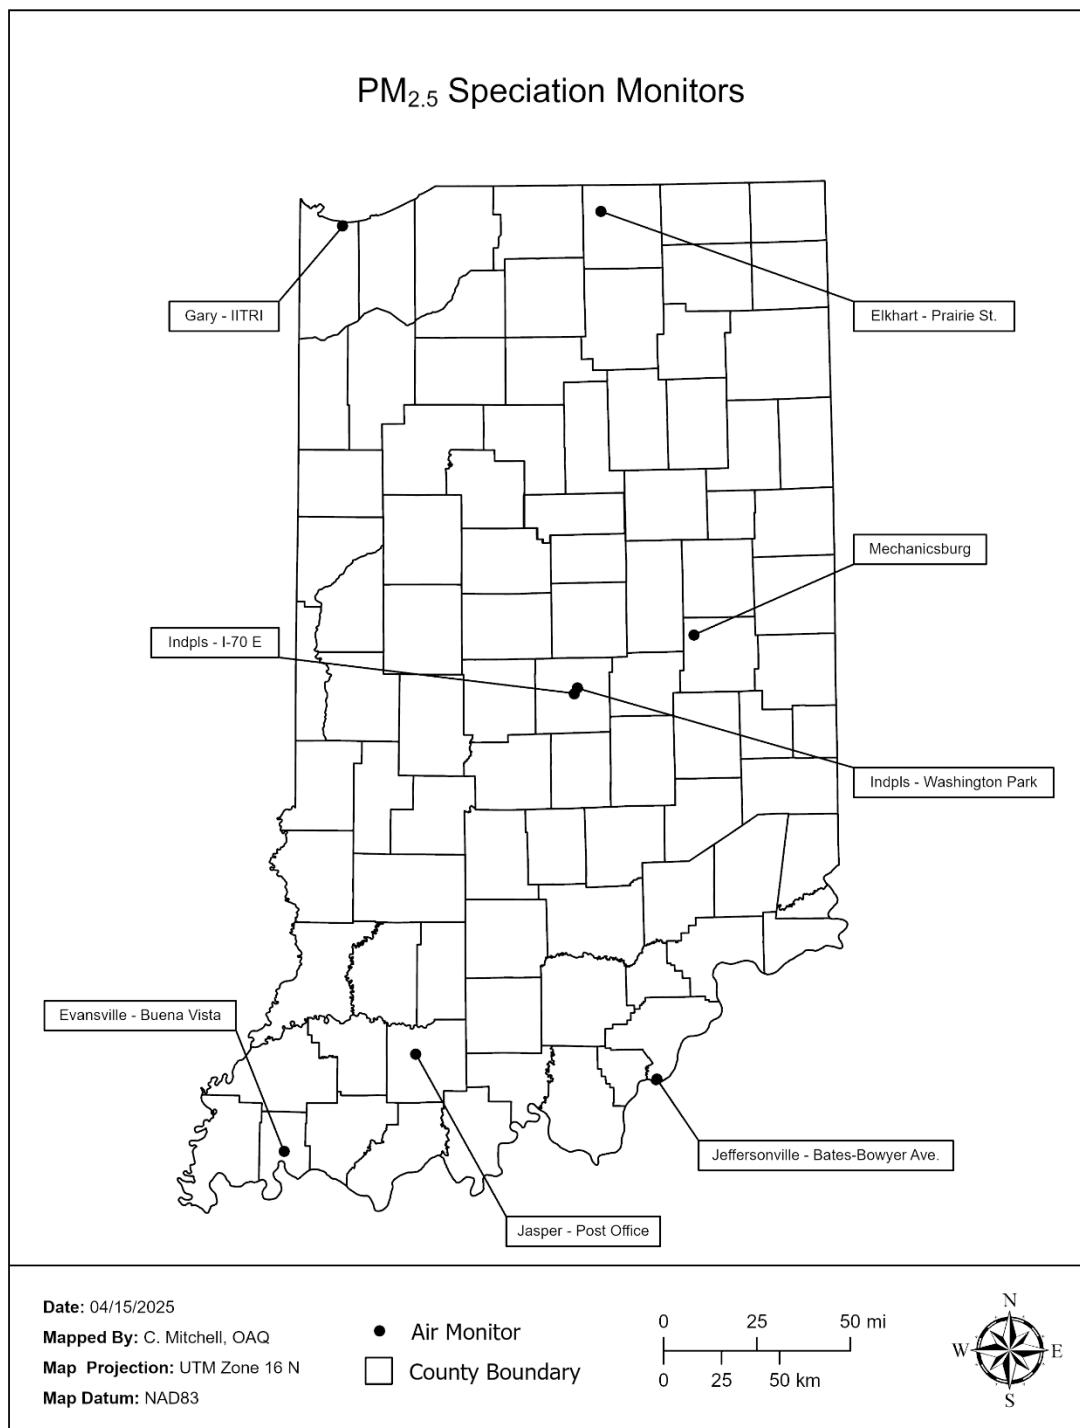 PM2.5 Speciation Monitors
Gary - IITRI
Elkhart - Prairie St.
Mechanicsburg
Indpls - I-70 E
Indpls - Washington Park
Evansville - Buena Vista
Jeffersonville - Bates-Bowyer Ave.
Jasper - Post Office
Date: 04/15/2025
Mapped By: C. Mitchell, OAQ
Map Projection: UTM Zone 16 N
Map Datum: NAD83
Air Monitor
County Boundary
0 25 50 mi
0 25 50 km
N
W E
S